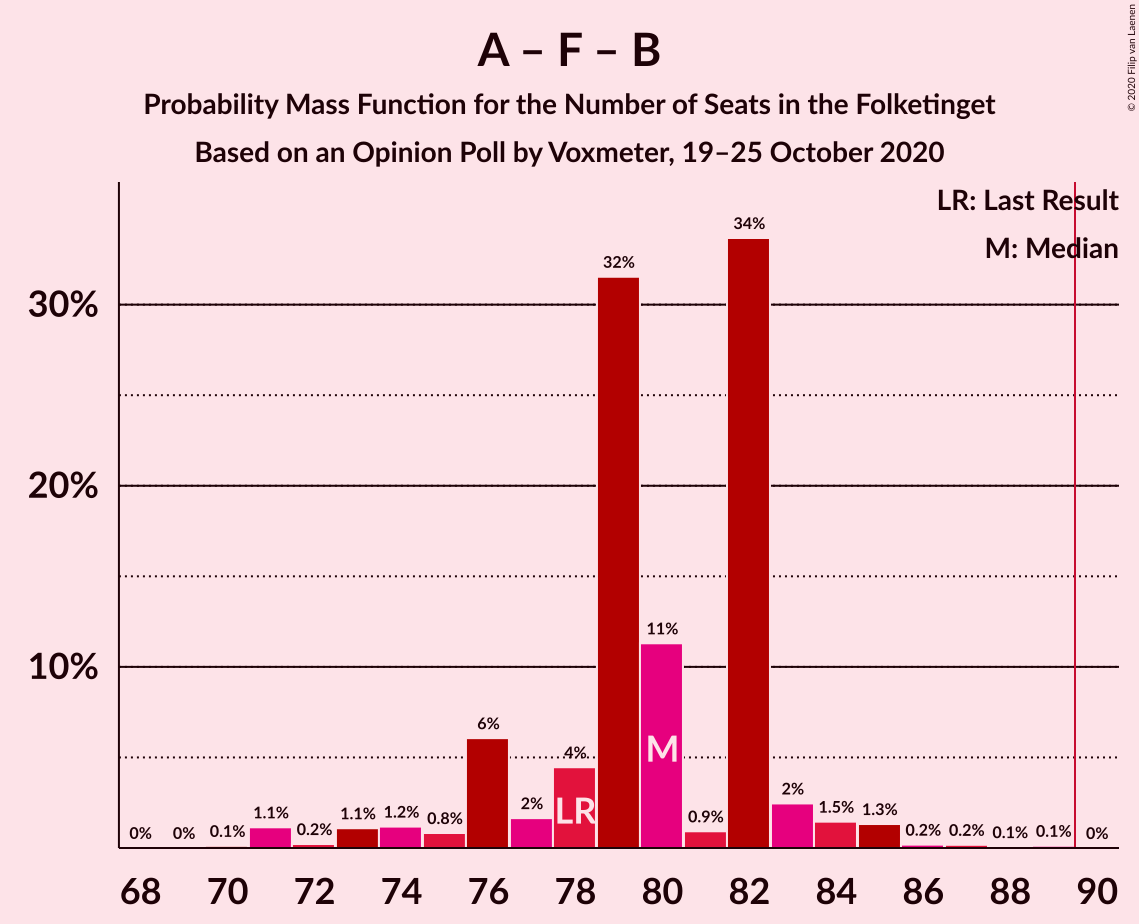 A – F – B
Probability Mass Function for the Number of Seats in the Folketinget
Based on an Opinion Poll by Voxmeter, 19–25 October 2020
© 2020 Filip van Laenen
LR: Last Result
M: Median
30%
20%
10%
0% 0% 0.1% 1.1% 0.2% 1.1% 1.2% 0.8% 6% 2% 4% 32% 11% 0.9% 34% 2% 1.5% 1.3% 0.2% 0.2% 0.1% 0.1% 0%
LR M
68 70 72 74 76 78 80 82 84 86 88 90